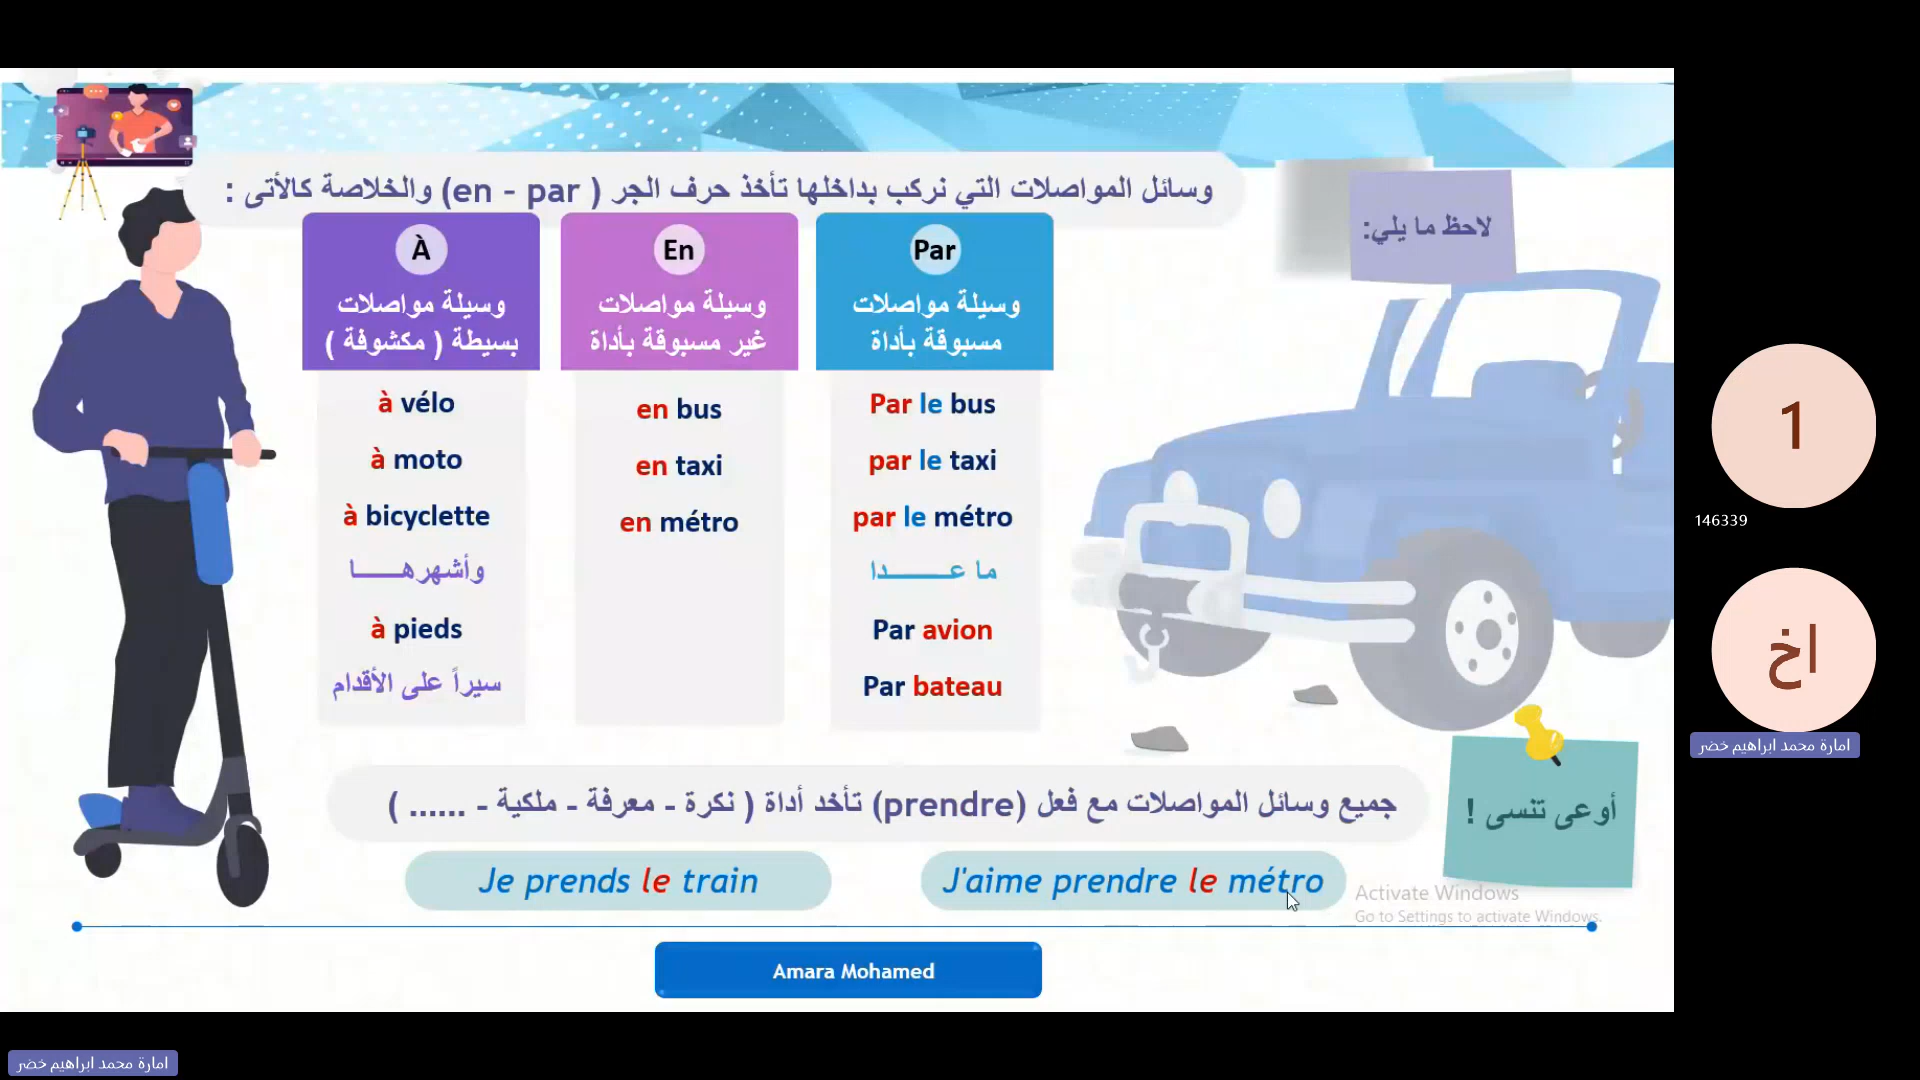 وسائل المواصلات التي نركب بداخلها تأخذ حرف الجر ( en - par) والخلاصة كالأتى :
لاحظ ما يلي:
Par
وسيلة مواصلات
مسبوقة بأداة
Par le bus
par le taxi
par le métro
ما عـــــــدا
Par avion
Par bateau
En
وسيلة مواصلات
غير مسبوقة بأداة
en bus
en taxi
en métro
À
وسيلة مواصلات
بسيطة ( مكشوفة )
à vélo
à moto
à bicyclette
وأشهرهــــــا
à pieds
سيراً على الأقدام
أوعى تنسى !
جميع وسائل المواصلات مع فعل (prendre) تأخد أداة ( نكرة - معرفة - ملكية - ...... )
Je prends le train
J'aime prendre le métro
Activate Windows
Go to Settings to activate Windows.
Amara Mohamed
1
146339
اخ
امارة محمد ابراهيم خضر
امارة محمد ابراهيم خضر